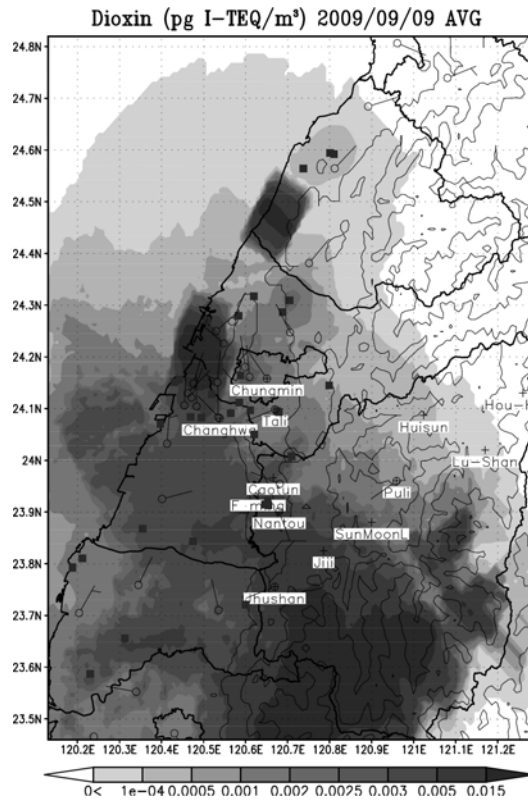 Dioxin (pg I-TEQ/m³) 2009/09/09 AVG
24.8N
24.7N
24.6N
24.5N
24.4N
24.3N
24.2N
Chungmin
24.1N
Tali
Changhwa
Huisun
24N
Lu-Shan
Caotun
Puli
23.9N
Nantou
SunMoonL
23.8N
Jiji
23.7N
Zhushan
23.6N
23.5N
120.2E 120.3E 120.4E 120.5E 120.6E 120.7E 120.8E 120.9E 121E 121.1E 121.2E
0< 1e-04 0.0005 0.001 0.002 0.003 0.005 0.015